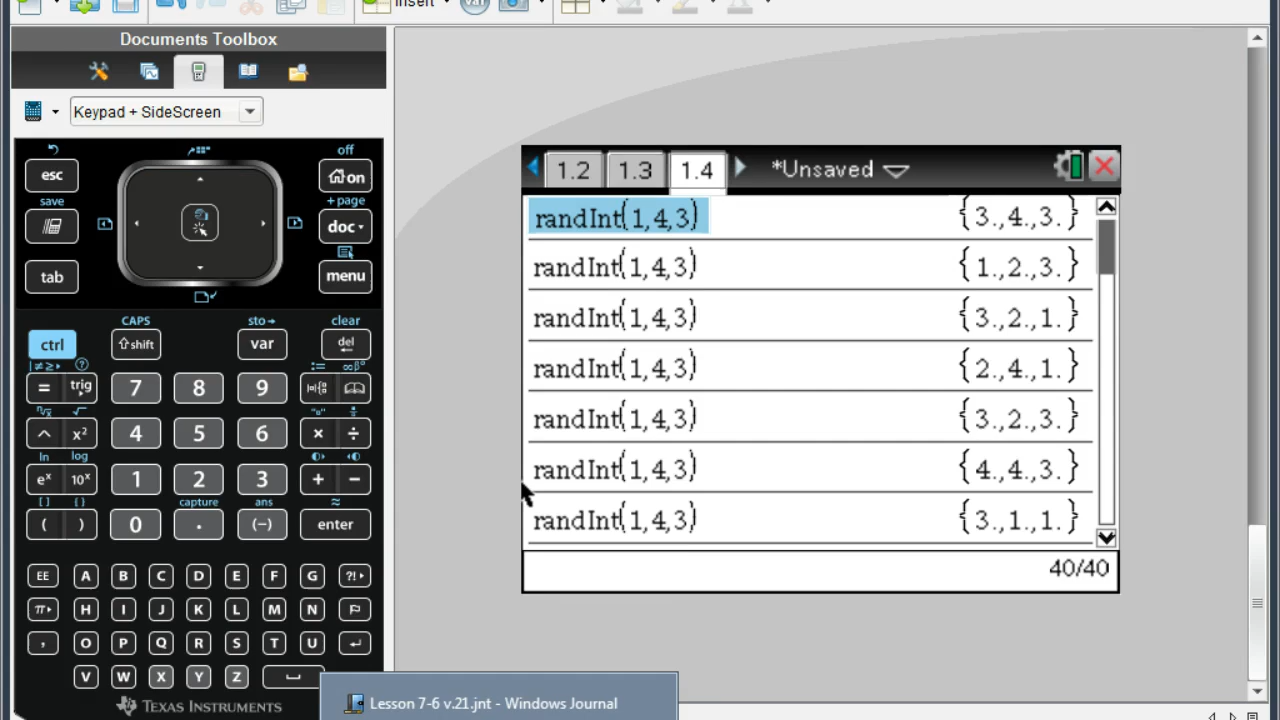 Insert
Documents Toolbox
Keypad + SideScreen
off
esc
on
save
+ page
doc
tab
menu
CAPS
sto→
clear
ctrl
⇧shift
var
del
|≠≥▸
?
:=
∞β°
=
trig
7
8
9
ⁿ√x
√
"□"
^
x²
4
5
6
×
÷
ln
log
eˣ
10ˣ
1
2
3
+
−
[ ]
{ }
capture
ans
≈
(
)
0
.
(−)
enter
EE
A
B
C
D
E
F
G
?!▸
π▸
H
I
J
K
L
M
N
,
O
P
Q
R
S
T
U
↵
V
W
X
Y
Z
TEXAS INSTRUMENTS
1.2
1.3
1.4
*Unsaved
randInt(1,4,3) {3.,4.,3.}
randInt(1,4,3) {1.,2.,3.}
randInt(1,4,3) {3.,2.,1.}
randInt(1,4,3) {2.,4.,1.}
randInt(1,4,3) {3.,2.,3.}
randInt(1,4,3) {4.,4.,3.}
randInt(1,4,3) {3.,1.,1.}
40/40
Lesson 7-6 v.21.jnt - Windows Journal